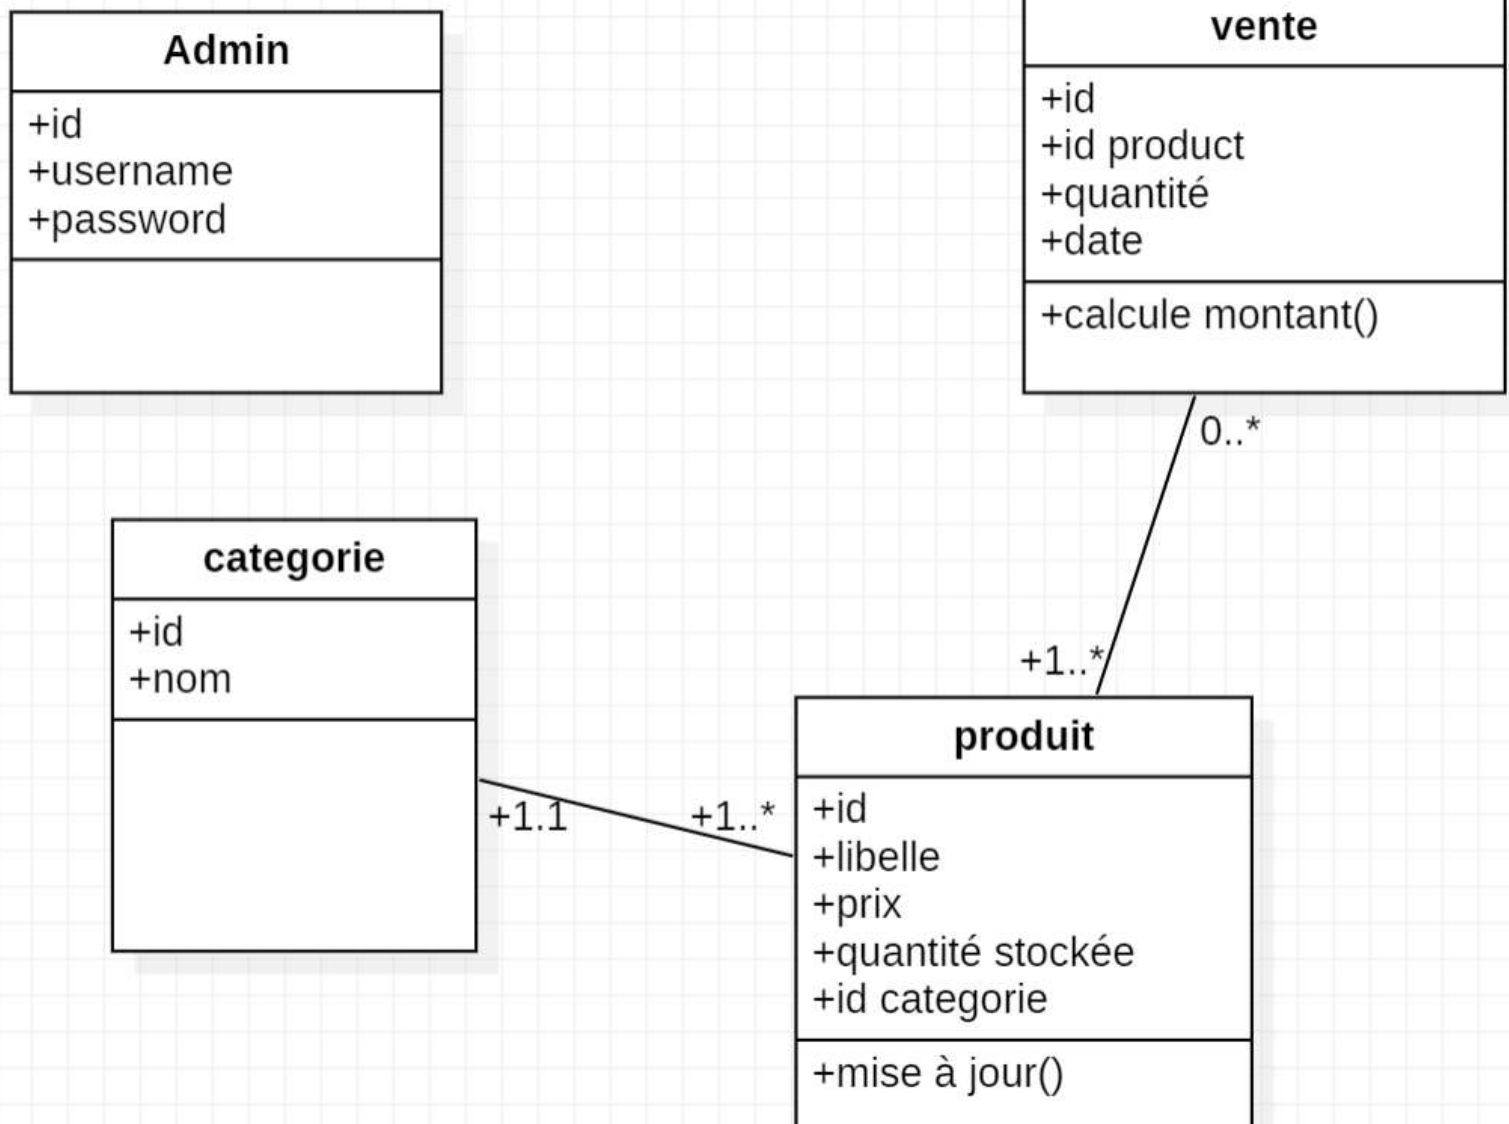 Admin
+id
+username
+password
vente
+id
+id product
+quantité
+date
+calcule montant()
0..*
+1..*
categorie
+id
+nom
+1.1
+1..*
produit
+id
+libelle
+prix
+quantité stockée
+id categorie
+mise à jour()